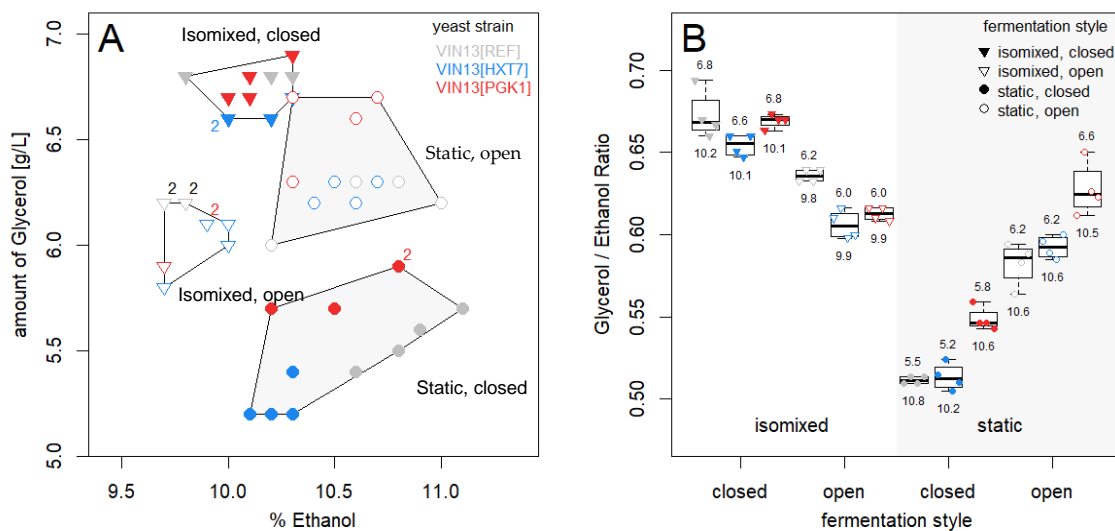 A
yeast strain
VIN13[REF]
VIN13[HXT7]
VIN13[PGK1]
Isomixed, closed
2
Static, open
2 2
2
Isomixed, open
2
Static, closed
amount of Glycerol [g/L]
7.0
6.5
6.0
5.5
5.0
9.5 10.0 10.5 11.0
% Ethanol
B
fermentation style
isomixed, closed
isomixed, open
static, closed
static, open
Glycerol / Ethanol Ratio
0.70
0.65
0.60
0.55
0.50
6.8
10.2
6.6
10.1
6.8
10.1
6.2
9.8
6.0
9.9
6.0
9.9
5.5
10.8
5.2
10.2
5.8
10.6
6.2
10.6
6.2
10.6
6.6
10.5
isomixed static
closed open closed open
fermentation style